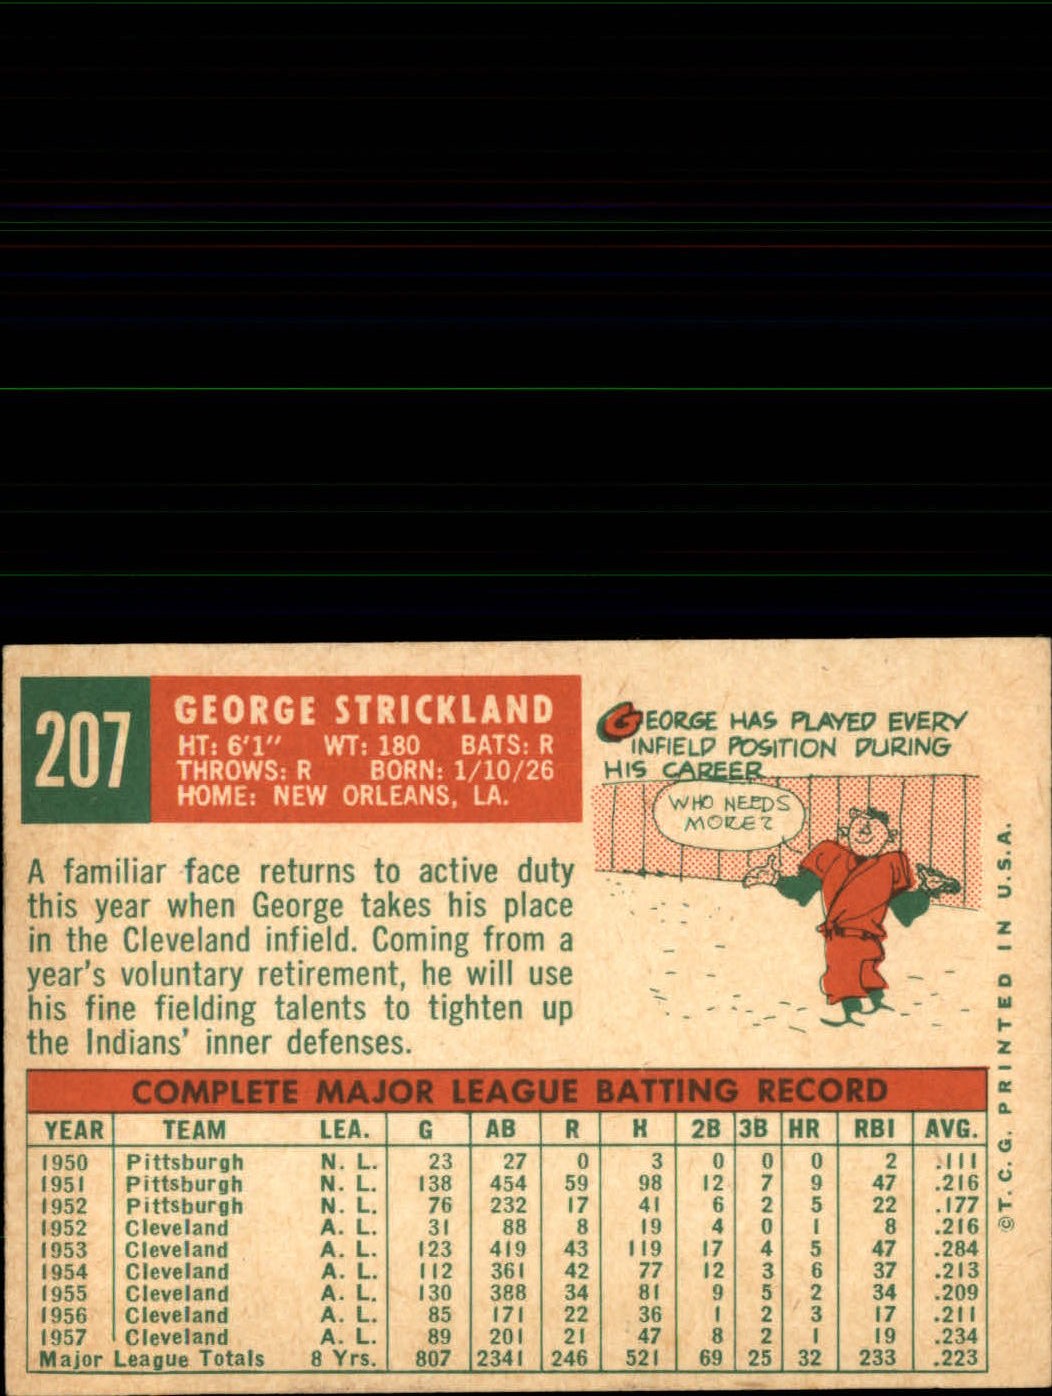 207
GEORGE STRICKLAND
HT: 6'1" WT: 180 BATS: R
THROWS: R BORN: 1/10/26
HOME: NEW ORLEANS, LA.
GEORGE HAS PLAYED EVERY
INFIELD POSITION DURING
HIS CAREER
WHO NEEDS
MORE?
A familiar face returns to active duty
this year when George takes his place
in the Cleveland infield. Coming from a
year's voluntary retirement, he will use
his fine fielding talents to tighten up
the Indians' inner defenses.
COMPLETE MAJOR LEAGUE BATTING RECORD
YEAR TEAM LEA. G AB R H 2B 3B HR RBI AVG.
1950 Pittsburgh N. L. 23 27 0 3 0 0 0 2 .111
1951 Pittsburgh N. L. 138 454 59 98 12 7 9 47 .216
1952 Pittsburgh N. L. 76 232 17 41 6 2 5 22 .177
1952 Cleveland A. L. 31 88 8 19 4 0 1 8 .216
1953 Cleveland A. L. 123 419 43 119 17 4 5 47 .284
1954 Cleveland A. L. 112 361 42 77 12 3 6 37 .213
1955 Cleveland A. L. 130 388 34 81 9 5 2 34 .209
1956 Cleveland A. L. 85 171 22 36 1 2 3 17 .211
1957 Cleveland A. L. 89 201 21 47 8 2 1 19 .234
Major League Totals 8 Yrs. 807 2341 246 521 69 25 32 233 .223
©T. C. G. PRINTED IN U.S.A.